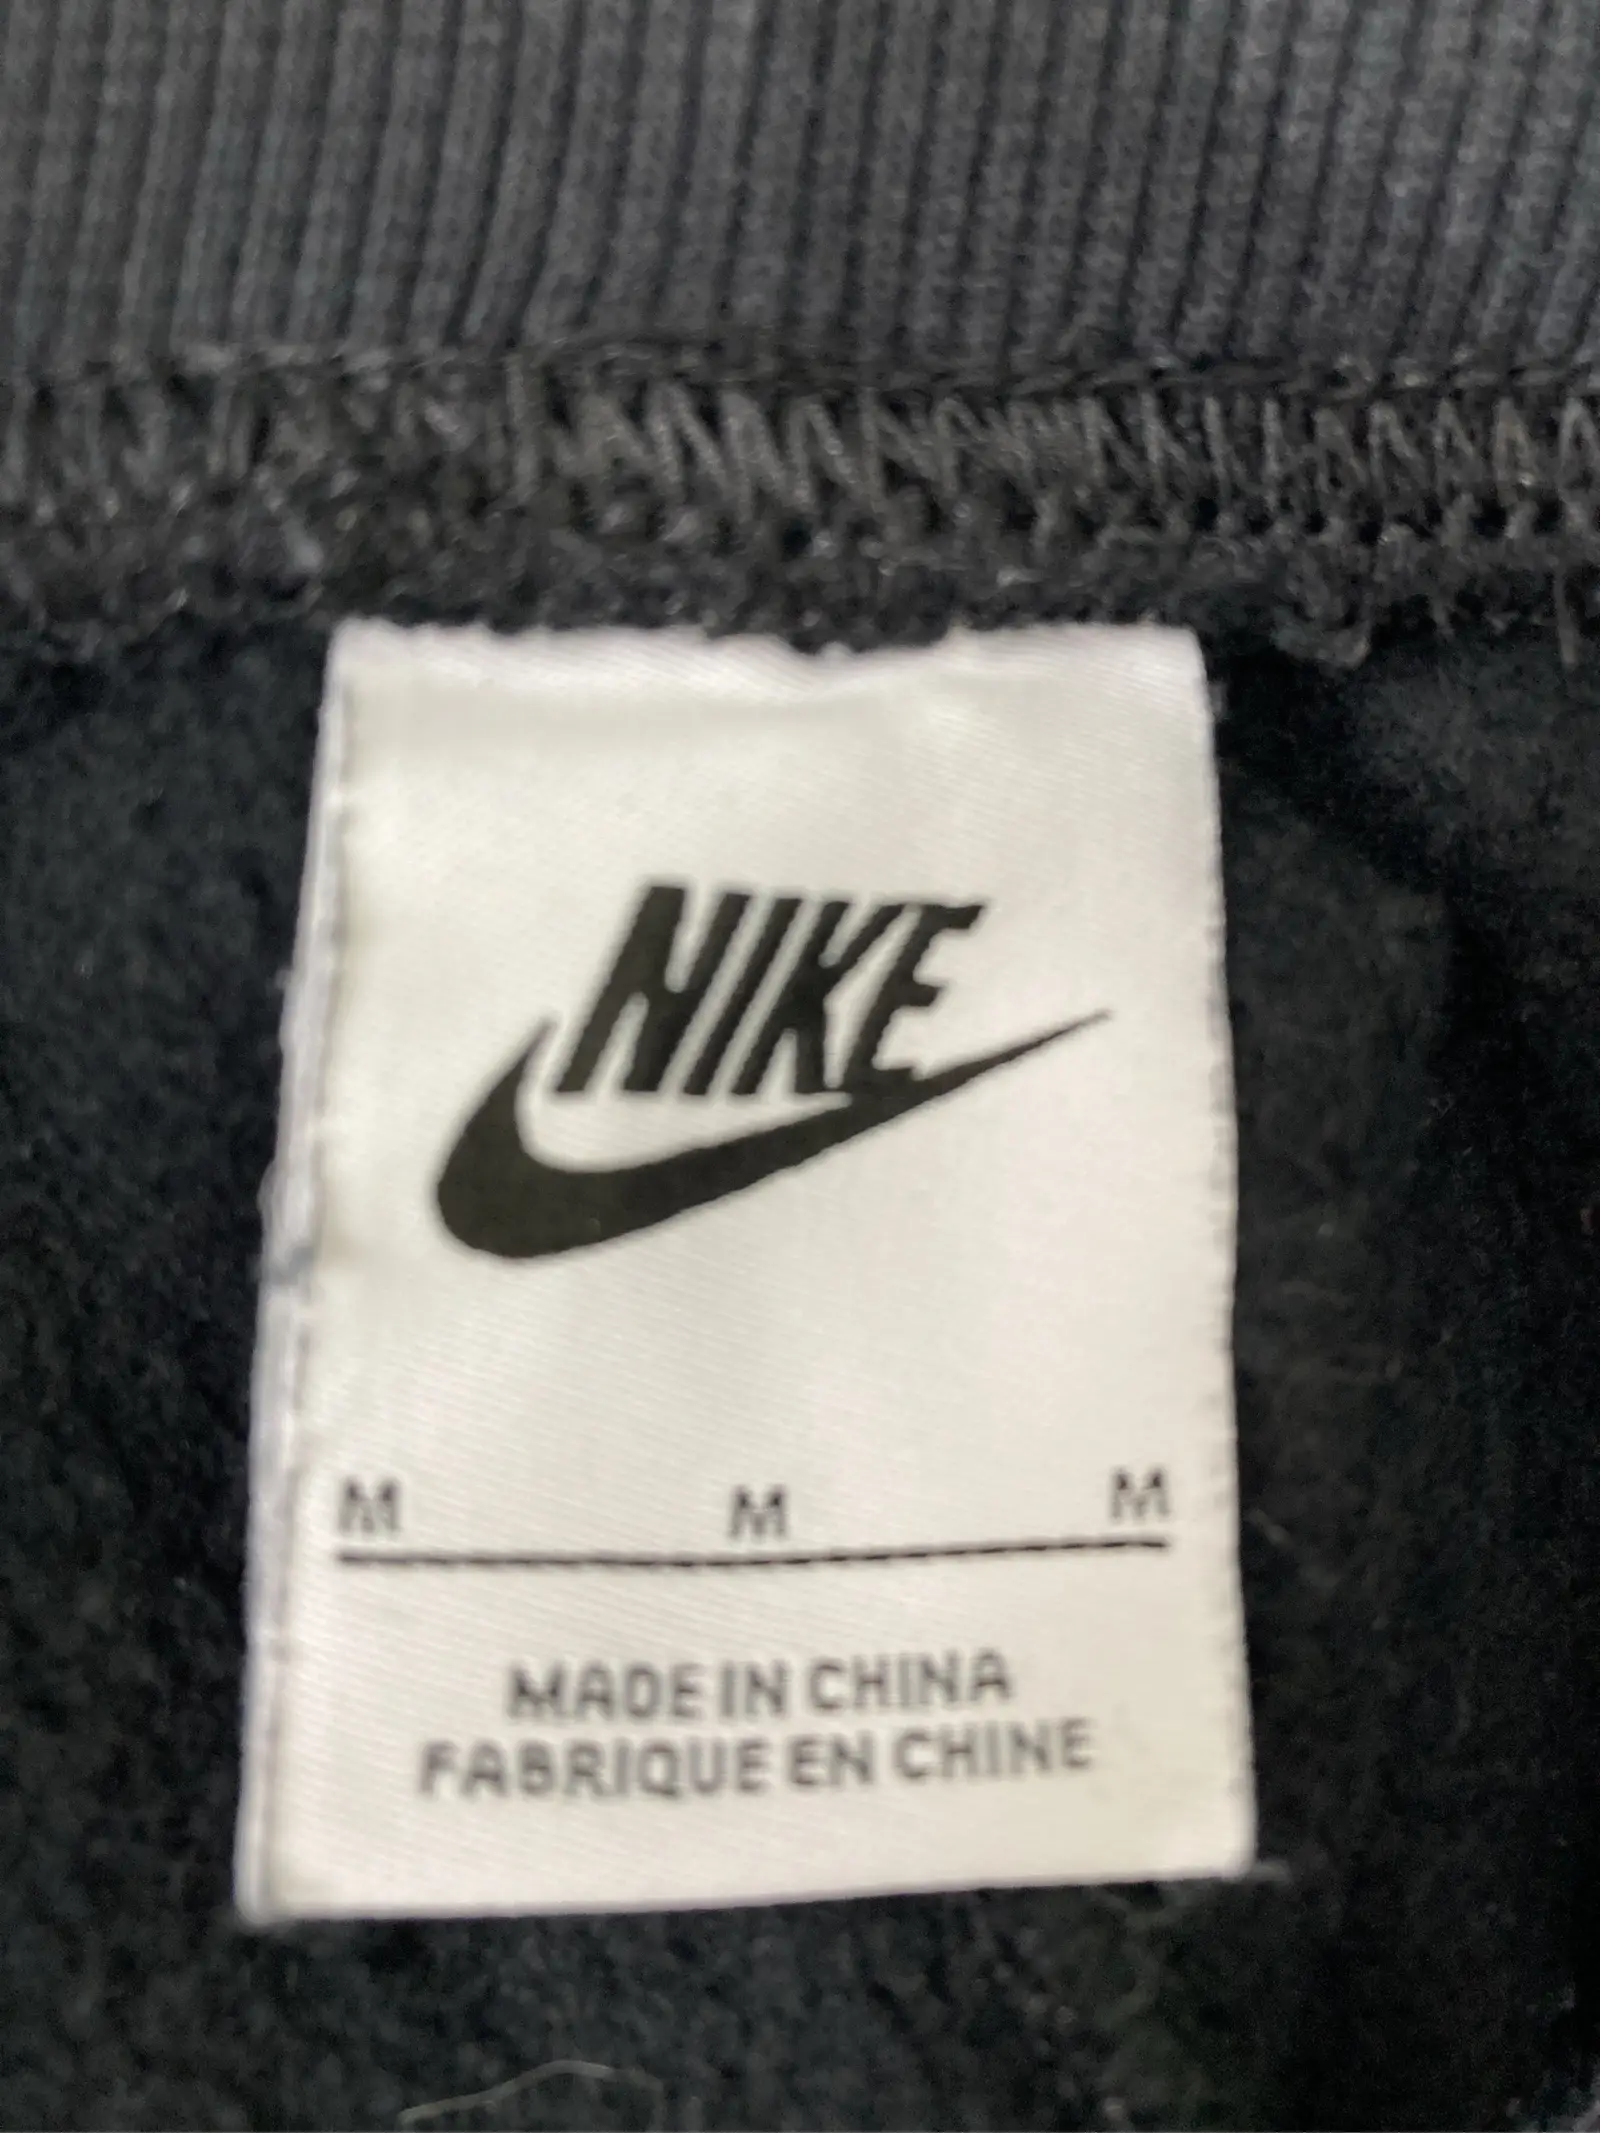 NIKE
M M M
MADE IN CHINA
FABRIQUE EN CHINE